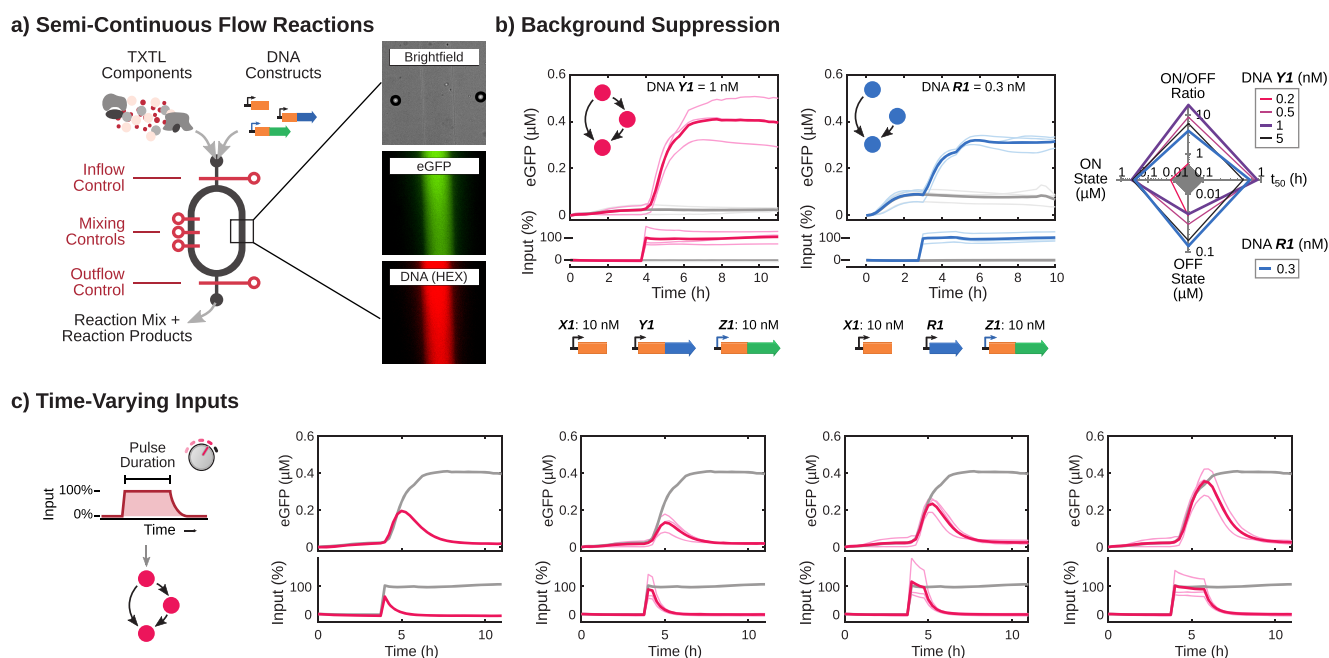 a) Semi-Continuous Flow Reactions
TXTL
Components
DNA
Constructs
Inflow
Control
Mixing
Controls
Outflow
Control
Reaction Mix +
Reaction Products
Brightfield
eGFP
DNA (HEX)
b) Background Suppression
DNA Y1 = 1 nM
eGFP (µM)
0.6
0.4
0.2
0
Input (%)
100
0
0 2 4 6 8 10
Time (h)
X1: 10 nM Y1 Z1: 10 nM
DNA R1 = 0.3 nM
eGFP (µM)
0.6
0.4
0.2
0
Input (%)
100
0
0 2 4 6 8 10
Time (h)
X1: 10 nM R1 Z1: 10 nM
ON/OFF
Ratio
10
1
0.1
ON
State
(µM)
1 0.1 0.01
0.01
0.1
1 t50 (h)
OFF
State
(µM)
DNA Y1 (nM)
0.2
0.5
1
5
DNA R1 (nM)
0.3
c) Time-Varying Inputs
Pulse
Duration
Input
100%
0%
Time
eGFP (µM)
0.6
0.4
0.2
0
Input (%)
100
0
0 5 10
Time (h)
eGFP (µM)
0.6
0.4
0.2
0
Input (%)
100
0
0 5 10
Time (h)
eGFP (µM)
0.6
0.4
0.2
0
Input (%)
100
0
0 5 10
Time (h)
eGFP (µM)
0.6
0.4
0.2
0
Input (%)
100
0
0 5 10
Time (h)